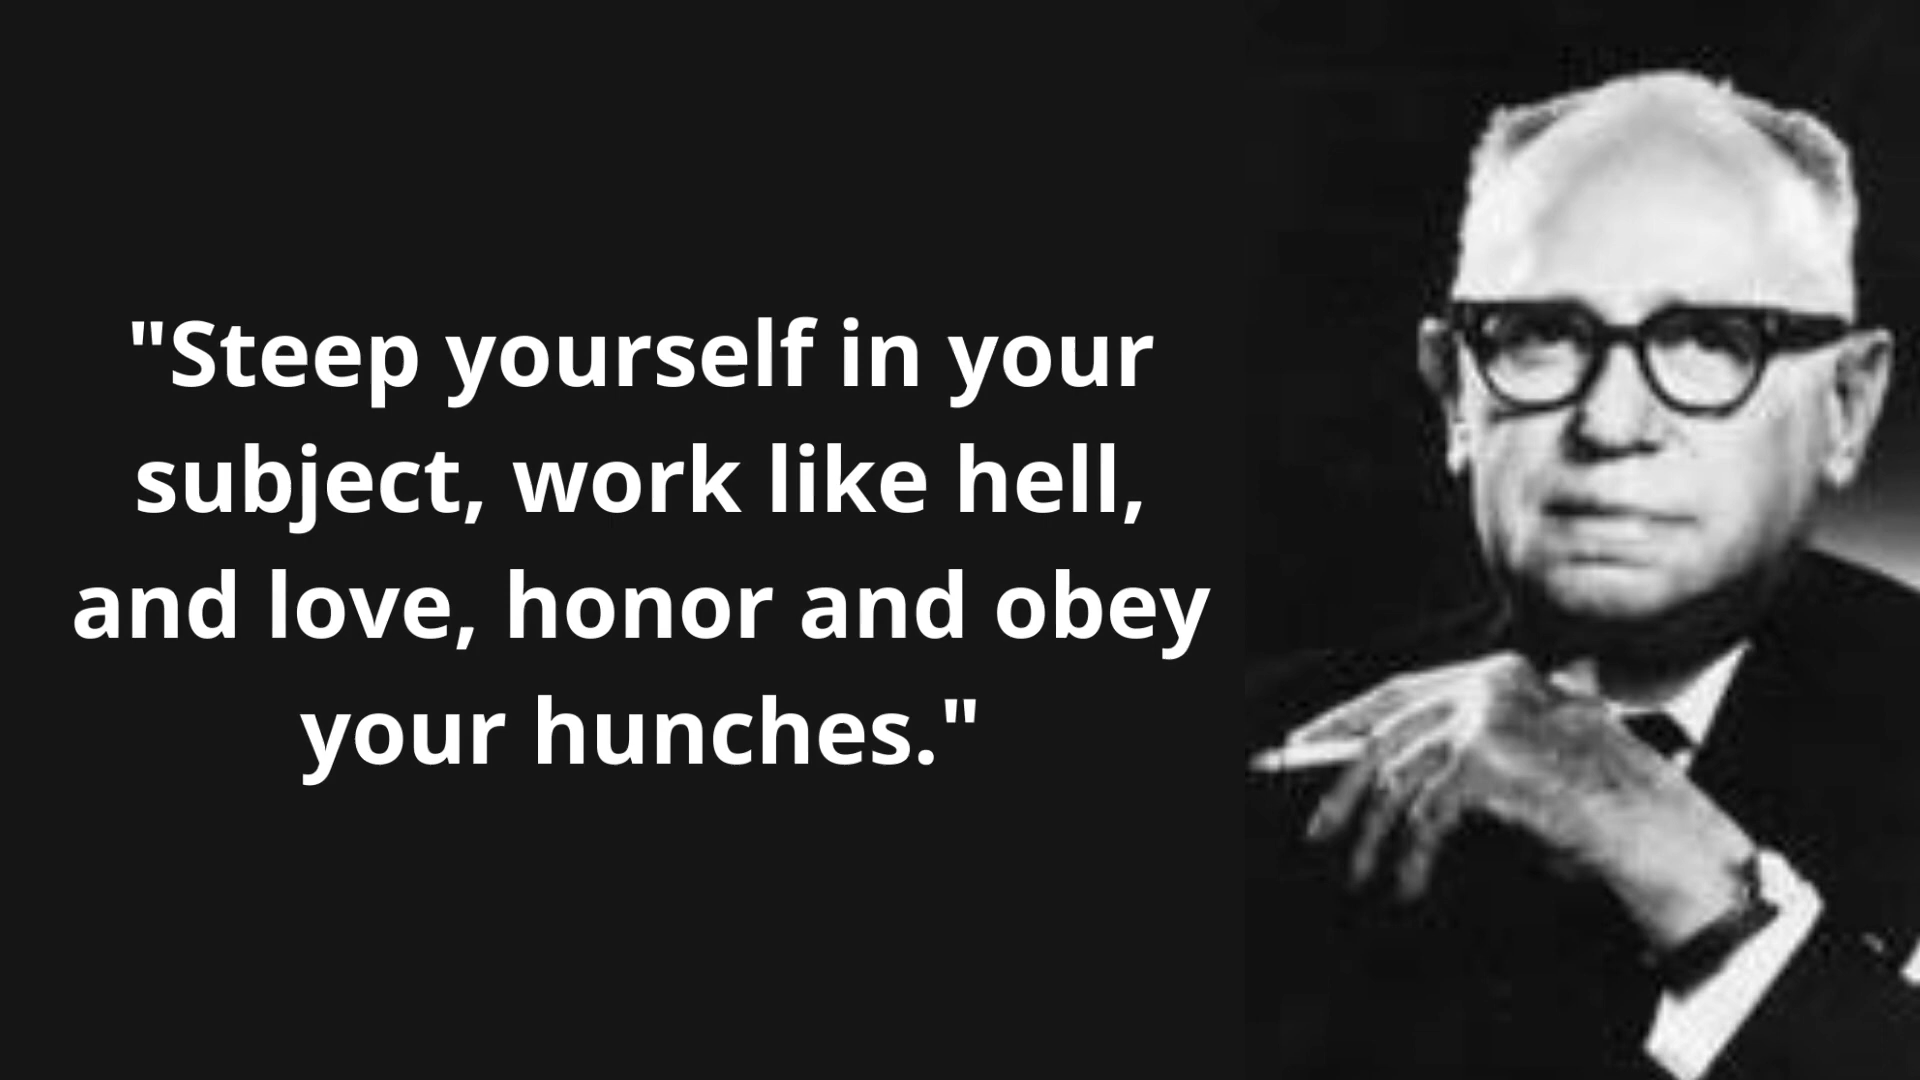 "Steep yourself in your
subject, work like hell,
and love, honor and obey
your hunches."